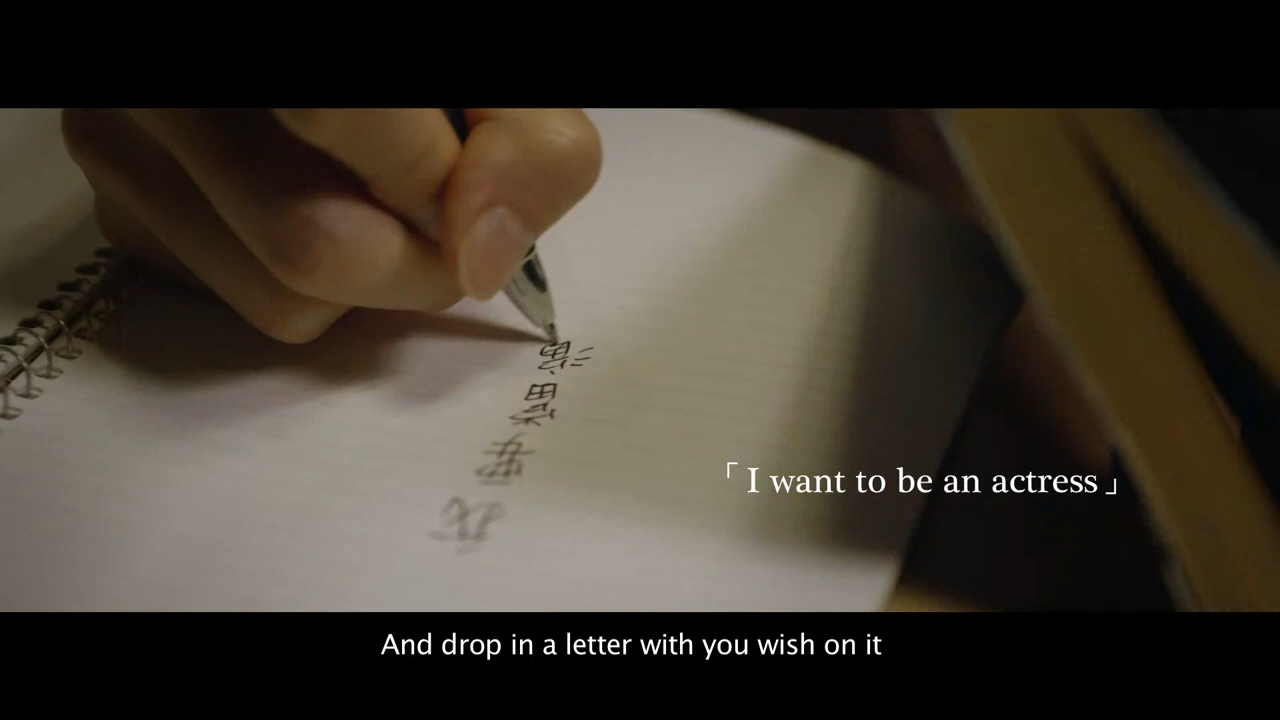 「I want to be an actress」
And drop in a letter with you wish on it